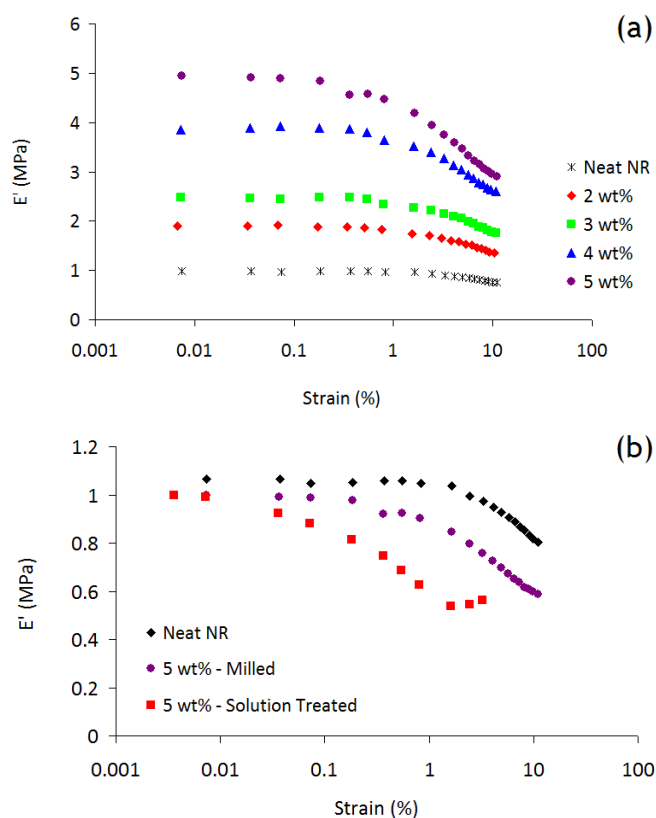 (a)
6
5
4
3
2
1
0
E' (MPa)
0.001 0.01 0.1 1 10 100
Strain (%)
Neat NR
2 wt%
3 wt%
4 wt%
5 wt%
(b)
1.2
1
0.8
0.6
0.4
0.2
0
E' (MPa)
Neat NR
5 wt% - Milled
5 wt% - Solution Treated
0.001 0.01 0.1 1 10 100
Strain (%)